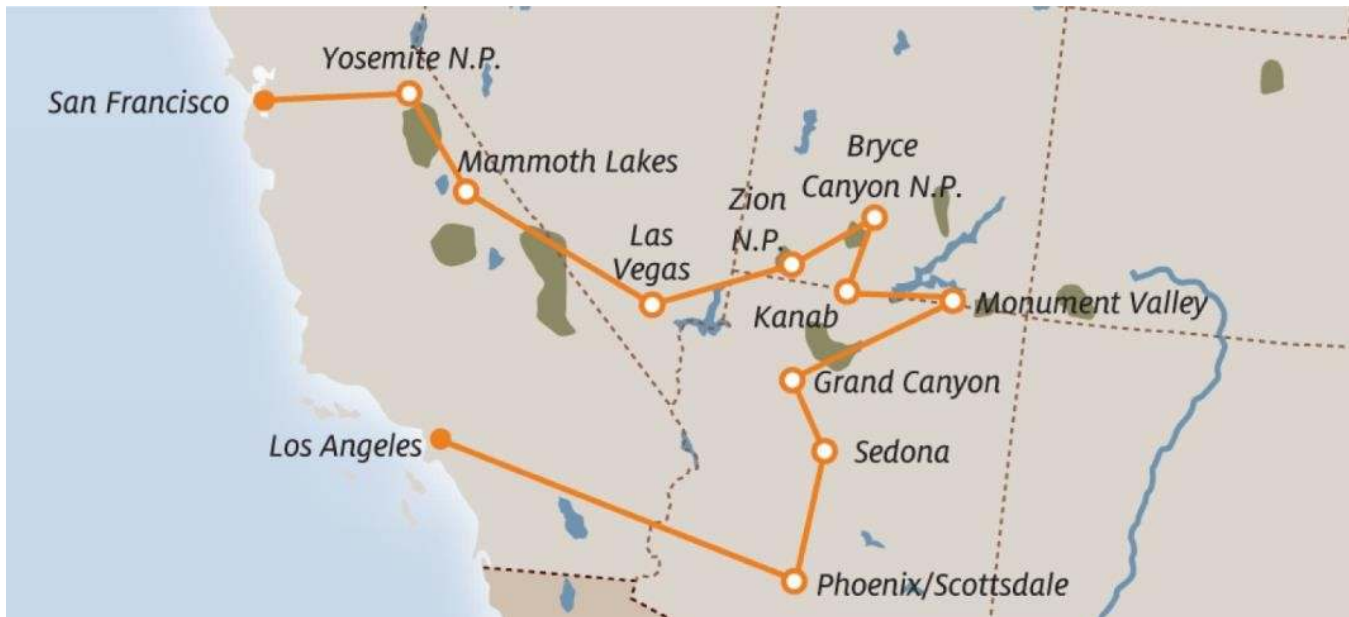 Yosemite N.P.
San Francisco
Mammoth Lakes
Bryce
Canyon N.P.
Zion
N.P.
Las
Vegas
Kanab
Monument Valley
Grand Canyon
Los Angeles
Sedona
Phoenix/Scottsdale